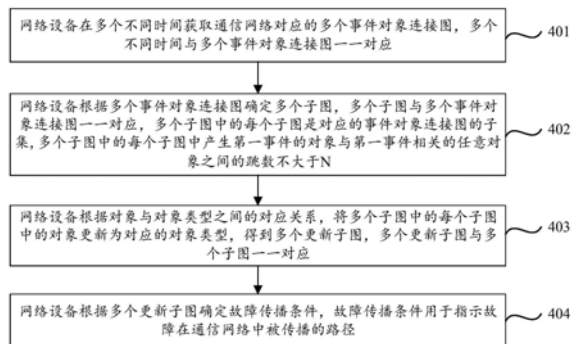 网络设备在多个不同时间获取通信网络对应的多个事件对象连接图，多个
不同时间与多个事件对象连接图一一对应
401
网络设备根据多个事件对象连接图确定多个子图，多个子图与多个事件对
象连接图一一对应，多个子图中的每个子图是对应的事件对象连接图的子
集，多个子图中的每个子图中产生第一事件的对象与第一事件相关的任意对
象之间的跳数不大于N
402
网络设备根据对象与对象类型之间的对应关系，将多个子图中的每个子图
中的对象更新为对应的对象类型，得到多个更新子图，多个更新子图与多
个子图一一对应
403
网络设备根据多个更新子图确定故障传播条件，故障传播条件用于指示故
障在通信网络中被传播的路径
404